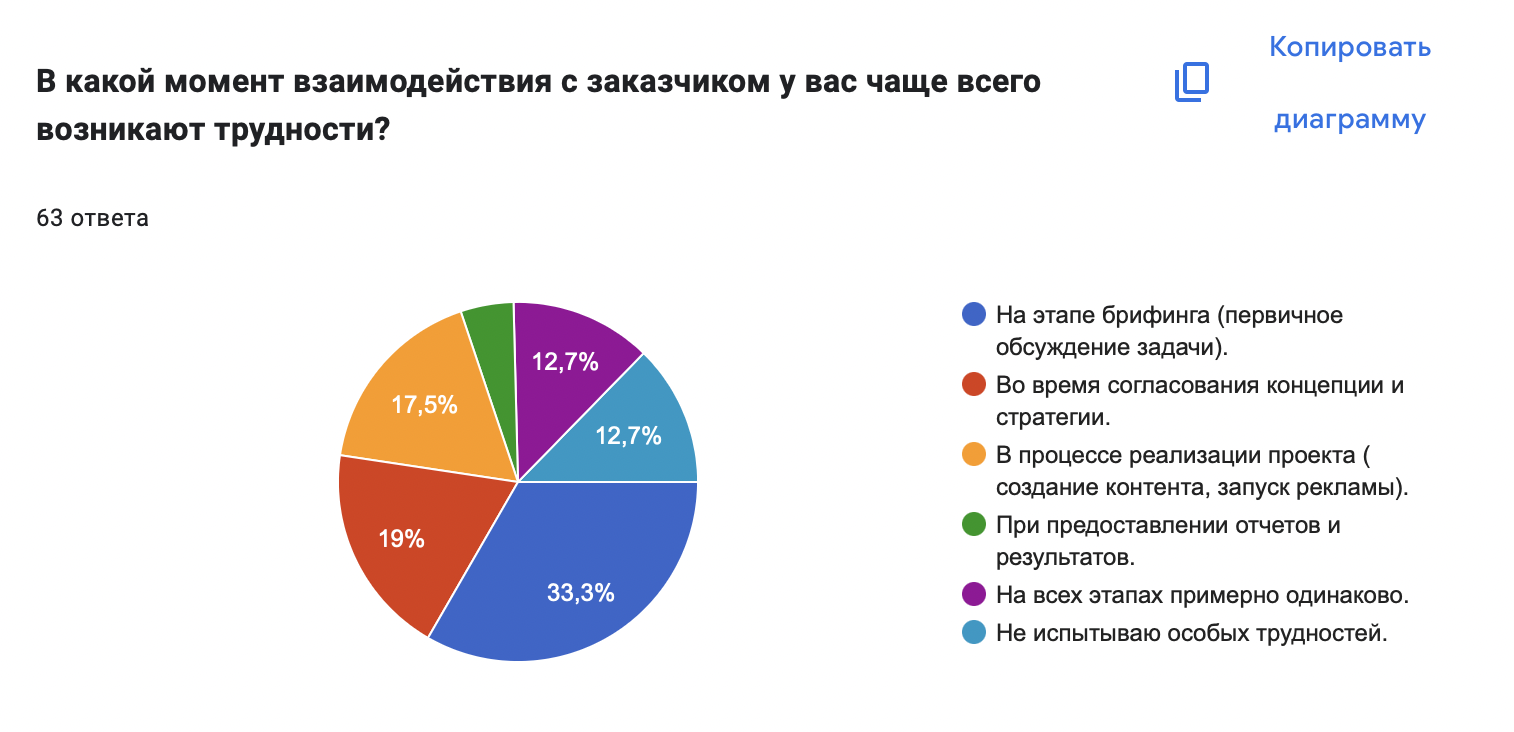 В какой момент взаимодействия с заказчиком у вас чаще всего
возникают трудности?
Копировать
диаграмму
63 ответа
12,7%
17,5%
12,7%
19%
33,3%
На этапе брифинга (первичное
обсуждение задачи).
Во время согласования концепции и
стратегии.
В процессе реализации проекта (
создание контента, запуск рекламы).
При предоставлении отчетов и
результатов.
На всех этапах примерно одинаково.
Не испытываю особых трудностей.